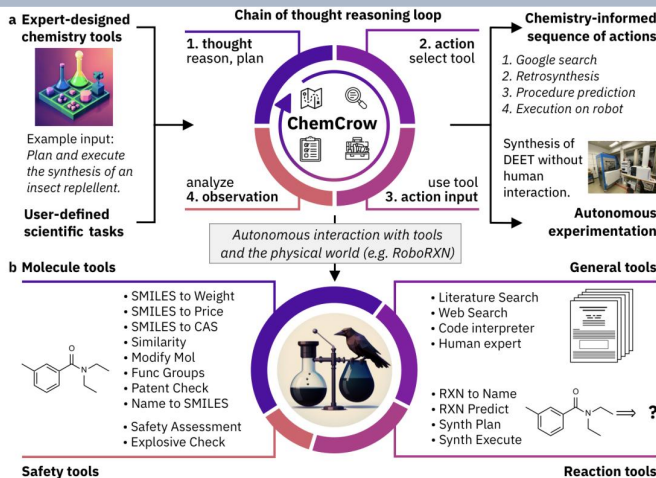 a Expert-designed
chemistry tools
Example input:
Plan and execute
the synthesis of an
insect replellent.
User-defined
scientific tasks
Chain of thought reasoning loop
1. thought
reason, plan
2. action
select tool
ChemCrow
analyze
4. observation
use tool
3. action input
Chemistry-informed
sequence of actions
1. Google search
2. Retrosynthesis
3. Procedure prediction
4. Execution on robot
Synthesis of
DEET without
human
interaction.
Autonomous
experimentation
Autonomous interaction with tools
and the physical world (e.g. RoboRXN)
b Molecule tools
• SMILES to Weight
• SMILES to Price
• SMILES to CAS
• Similarity
• Modify Mol
• Func Groups
• Patent Check
• Name to SMILES
• Safety Assessment
• Explosive Check
O
N
Safety tools
General tools
• Literature Search
• Web Search
• Code interpreter
• Human expert
• RXN to Name
• RXN Predict
• Synth Plan
• Synth Execute
O
N
?
Reaction tools